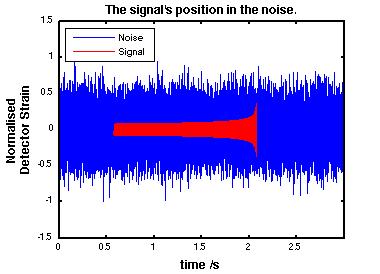 The signal's position in the noise.
Noise
Signal
Normalised
Detector Strain
1.5
1
0.5
0
-0.5
-1
-1.5
0
0.5
1
1.5
2
2.5
time /s